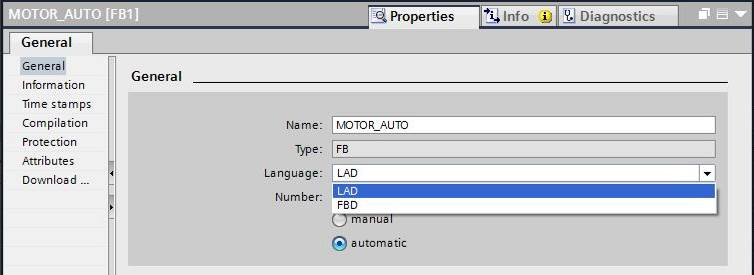 MOTOR_AUTO [FB1]
Properties
Info
Diagnostics
General
General
Information
Time stamps
Compilation
Protection
Attributes
Download ...
General
Name: MOTOR_AUTO
Type: FB
Language: LAD
LAD
FBD
Number:
manual
automatic